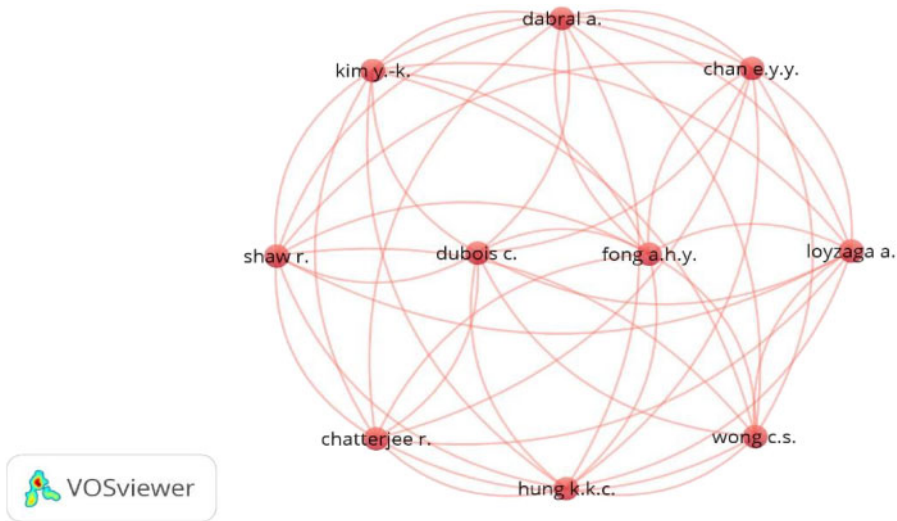 dabral a.
kim y.-k.
chan e.y.y.
shaw r.
dubois c.
fong a.h.y.
loyzaga a.
chatterjee r.
wong c.s.
hung k.k.c.
VOSviewer